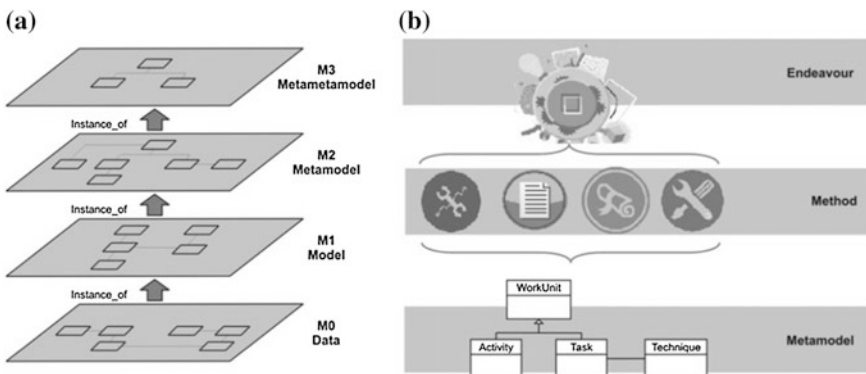 (a)
M3
Metametamodel
Instance_of
M2
Metamodel
Instance_of
M1
Model
Instance_of
M0
Data
(b)
Endeavour
Method
WorkUnit
Activity
Task
Technique
Metamodel